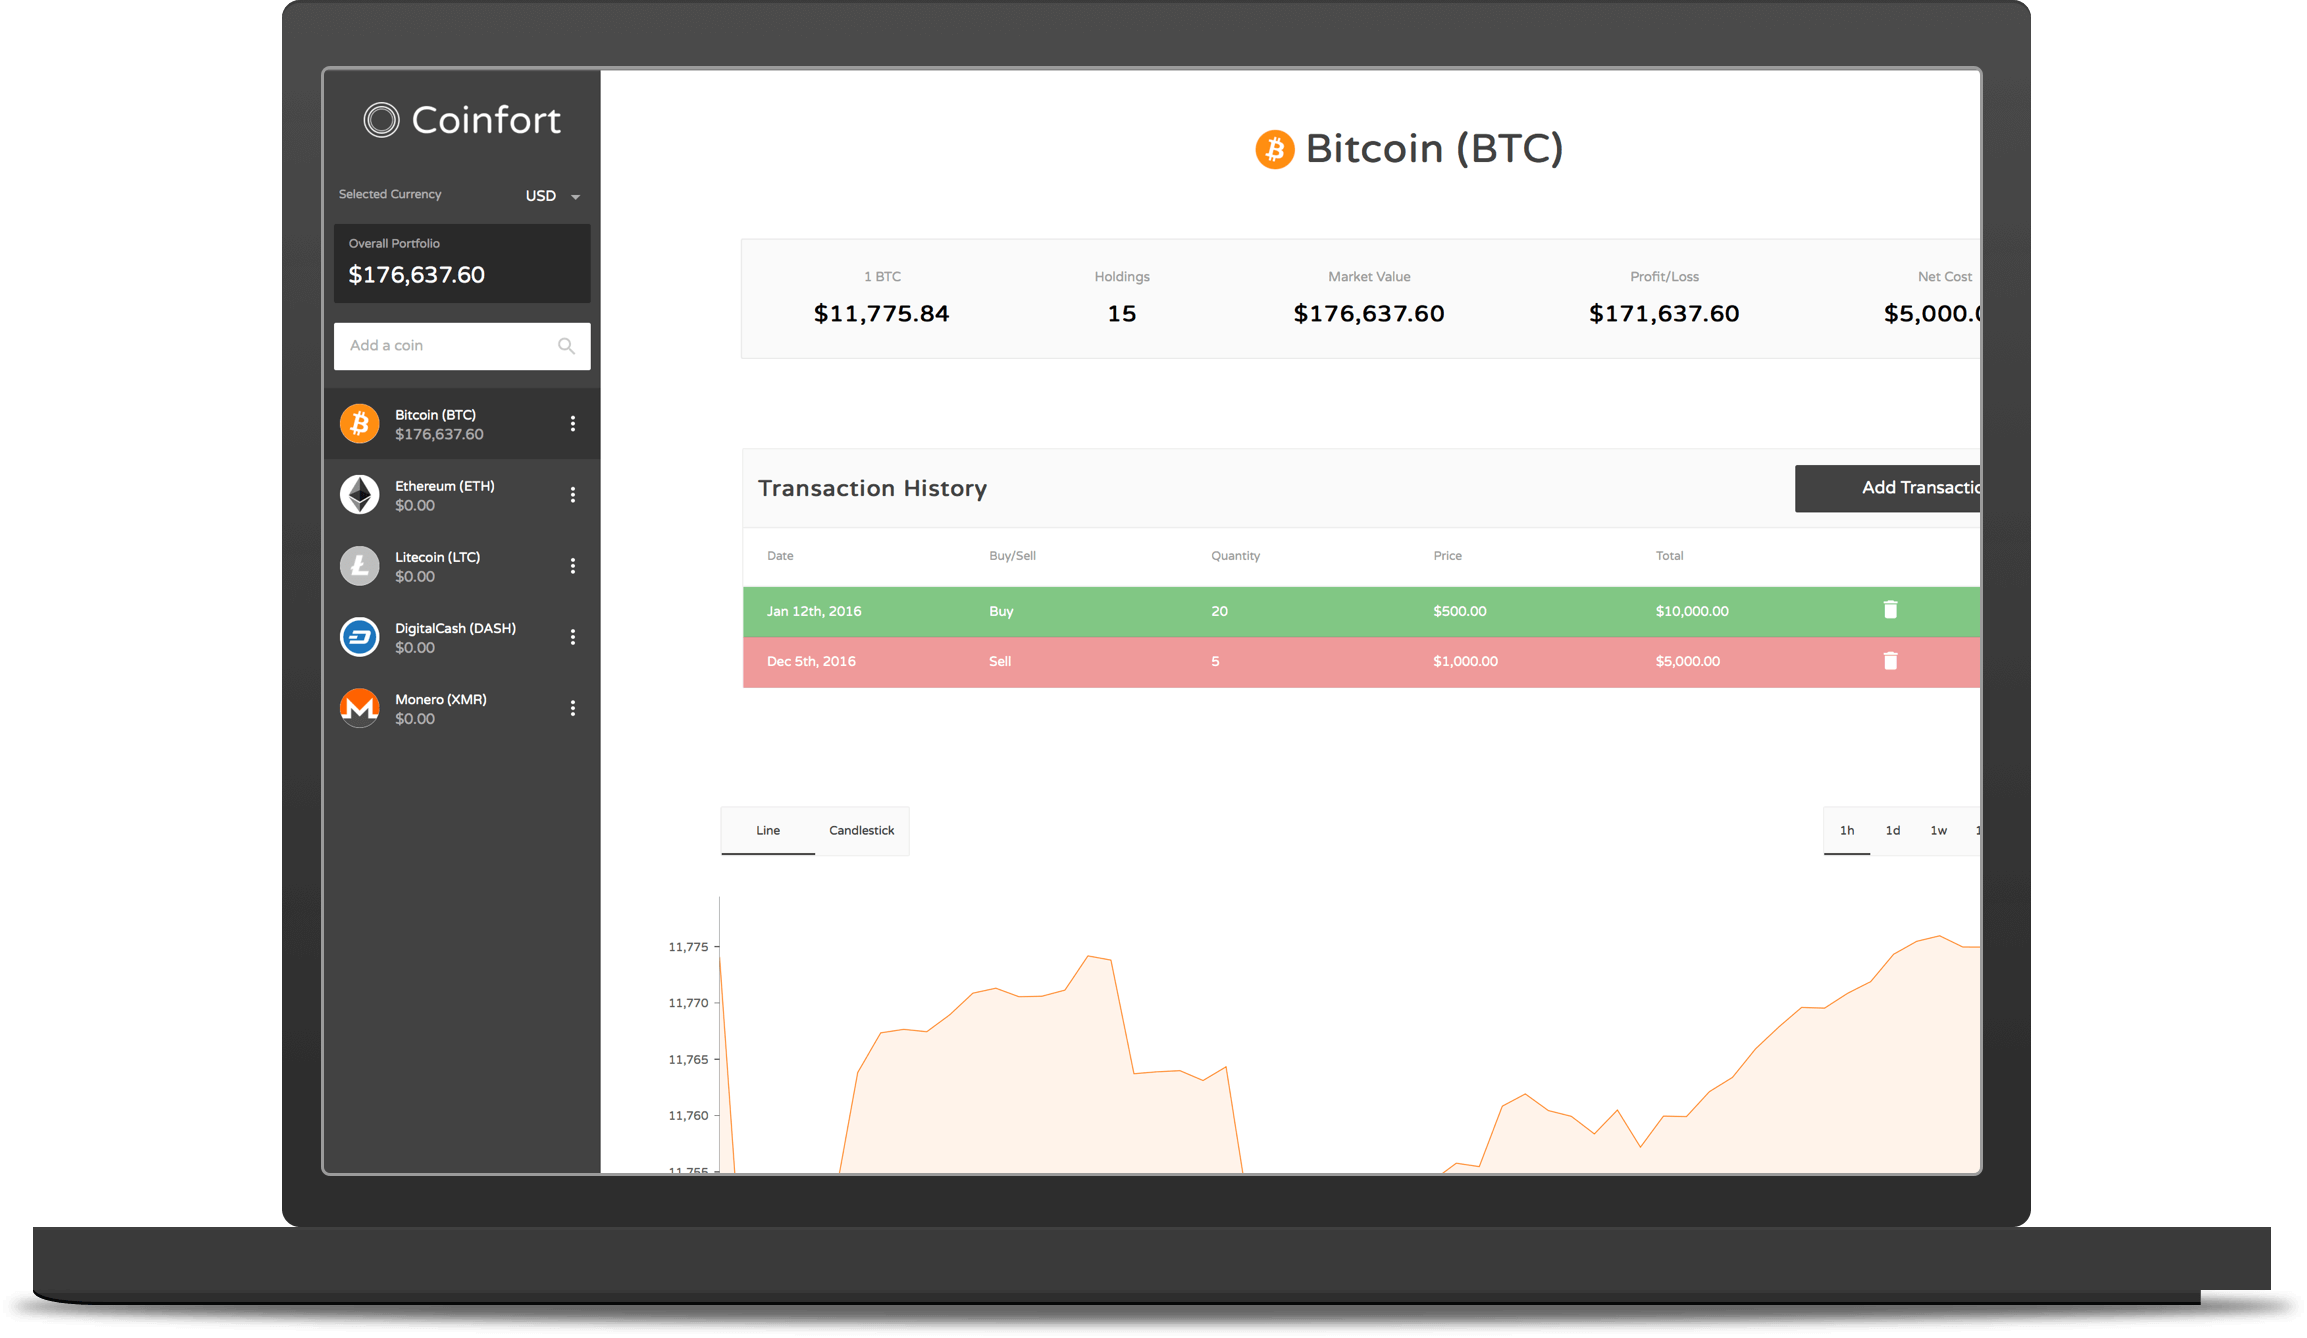 Coinfort
Selected Currency USD
Overall Portfolio
$176,637.60
Add a coin
Bitcoin (BTC)
$176,637.60
Ethereum (ETH)
$0.00
Litecoin (LTC)
$0.00
DigitalCash (DASH)
$0.00
Monero (XMR)
$0.00
Bitcoin (BTC)
1 BTC Holdings Market Value Profit/Loss Net Cost
$11,775.84 15 $176,637.60 $171,637.60 $5,000.
Transaction History Add Transactio
Date Buy/Sell Quantity Price Total
Jan 12th, 2016 Buy 20 $500.00 $10,000.00
Dec 5th, 2016 Sell 5 $1,000.00 $5,000.00
Line Candlestick 1h 1d 1w
11,775
11,770
11,765
11,760
11,755